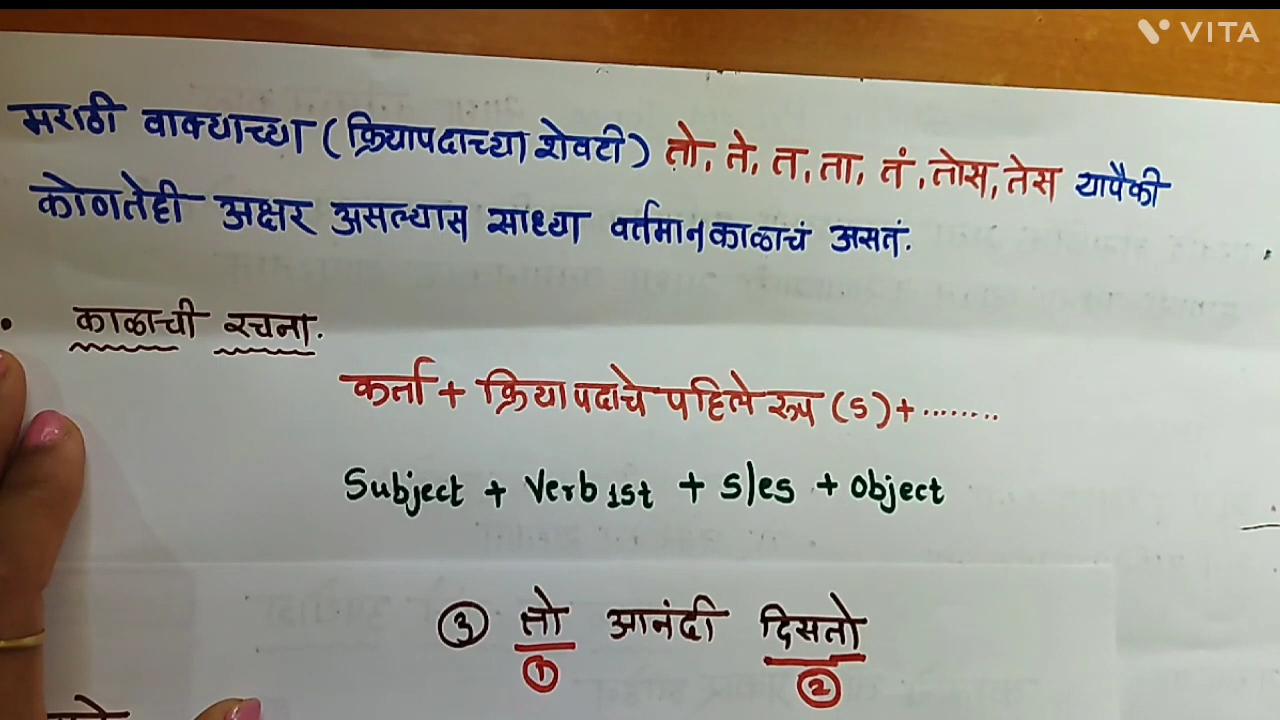 VITA
मराठी वाक्याच्या (क्रियापदाच्या शेवटी) तो, ते, त, ता, तं, तोस, तेस यापैकी
कोणतेही अक्षर असल्यास साध्या वर्तमानकाळाचं असतं.
• काळाची रचना.
कर्ता + क्रियापदाचे पहिले रूप (s) + ........
Subject + Verb 1st + s/es + object
③ तो आनंदी दिसतो
① ②